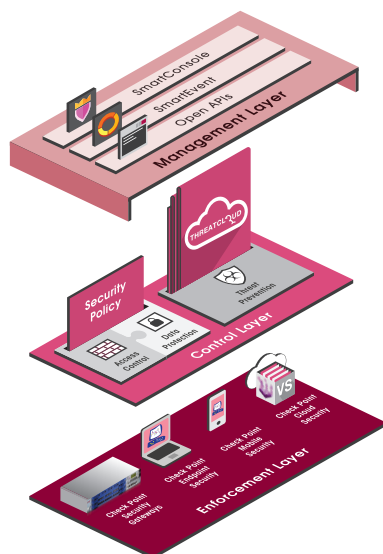 SmartConsole
SmartEvent
Open APIs
Management Layer
THREATCLOUD
Security
Policy
Threat
Prevention
Data
Protection
Access
Control
Control Layer
VS
Check Point
Cloud
Security
Check Point
Mobile
Security
Check Point
Endpoint
Security
Check Point
Security
Gateways
Enforcement Layer